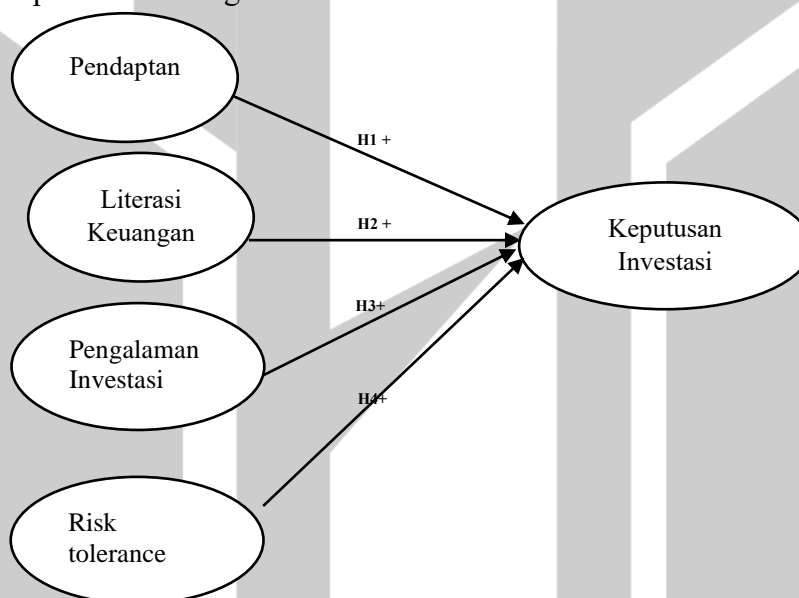 Pendaptan
H1 +
Literasi
Keuangan
H2 +
Keputusan
Investasi
H3+
Pengalaman
Investasi
H4+
Risk
tolerance